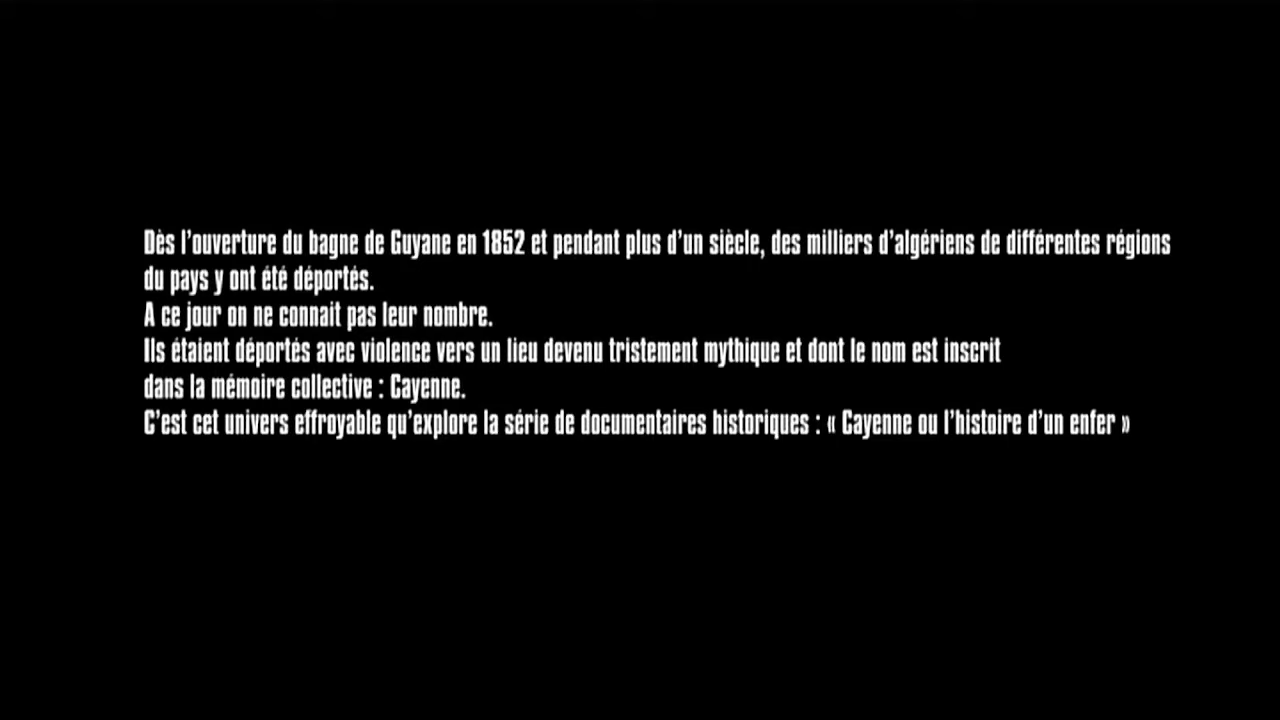 Dès l'ouverture du bagne de Guyane en 1852 et pendant plus d'un siècle, des milliers d'algériens de différentes régions
du pays y ont été déportés.
A ce jour on ne connait pas leur nombre.
Ils étaient déportés avec violence vers un lieu devenu tristement mythique et dont le nom est inscrit
dans la mémoire collective : Cayenne.
C'est cet univers effroyable qu'explore la série de documentaires historiques : « Cayenne ou l'histoire d'un enfer »